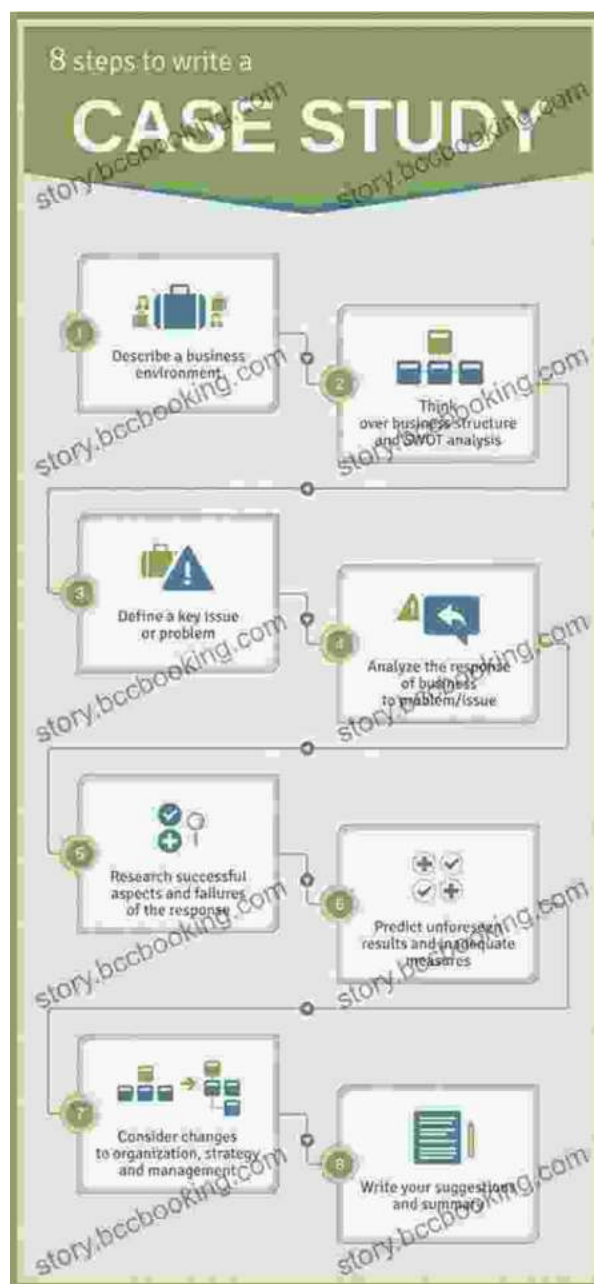 8 steps to write a
CASE STUDY
story.bccbooking.com
story.bccbooking.com
1
Describe a business
environment
story.bccbooking.com
2
Think
over business structure
and SWOT analysis
story.bccbooking.com
3
Define a key issue
or problem
story.bccbooking.com
4
Analyze the response
of business
to problem/issue
story.bccbooking.com
5
Research successful
aspects and failures
of the response
story.bccbooking.com
6
Predict unforeseen
results and inadequate
measures
story.bccbooking.com
7
Consider changes
to organization, strategy
and management
story.bccbooking.com
8
Write your suggestions
and summary
story.bccbooking.com